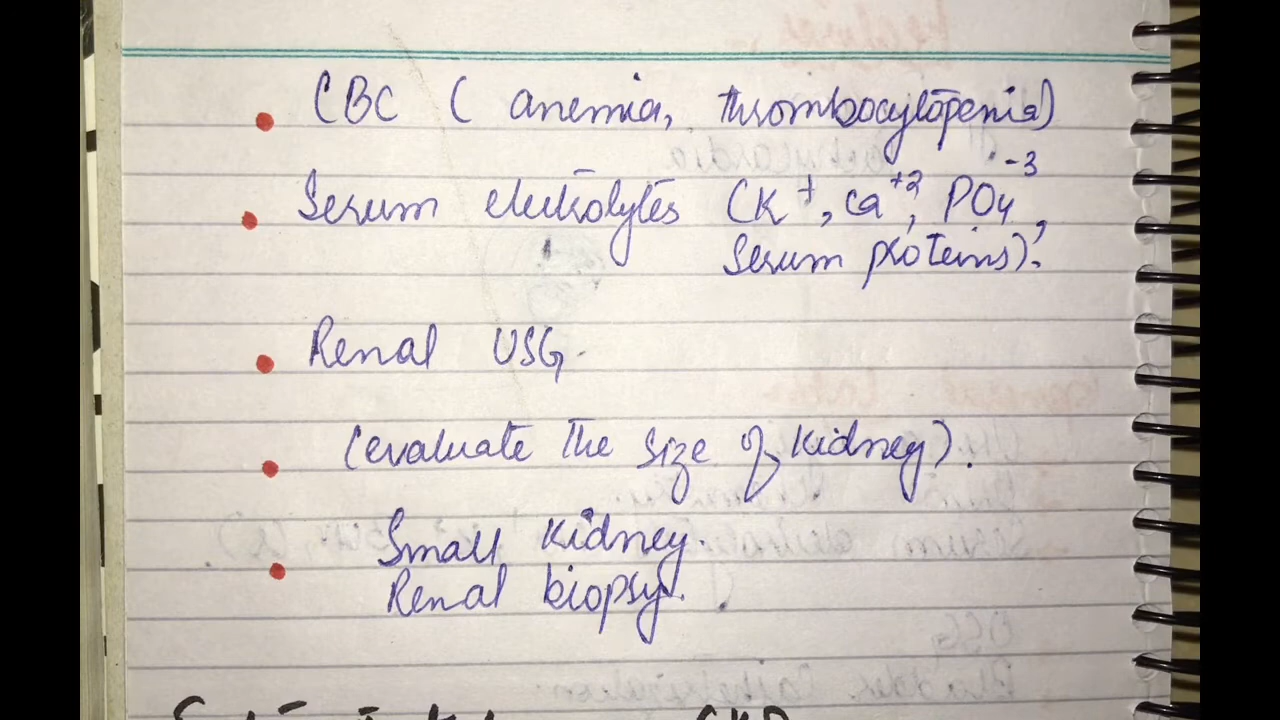 CBC ( anemia, thrombocytopenia)
Serum electrolytes (K+, ca+2, PO4-3,
Serum proteins).
Renal USG.
(evaluate the size of kidney).
Small kidney.
Renal biopsy.
CKD